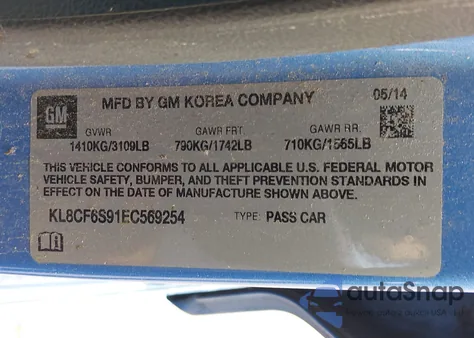 MFD BY GM KOREA COMPANY 05/14
GM
GVWR GAWR FRT. GAWR RR.
1410KG/3109LB 790KG/1742LB 710KG/1565LB
THIS VEHICLE CONFORMS TO ALL APPLICABLE U.S. FEDERAL MOTOR
VEHICLE SAFETY, BUMPER, AND THEFT PREVENTION STANDARDS IN
EFFECT ON THE DATE OF MANUFACTURE SHOWN ABOVE.
KL8CF6S91EC569254 TYPE: PASS CAR
autoSnap